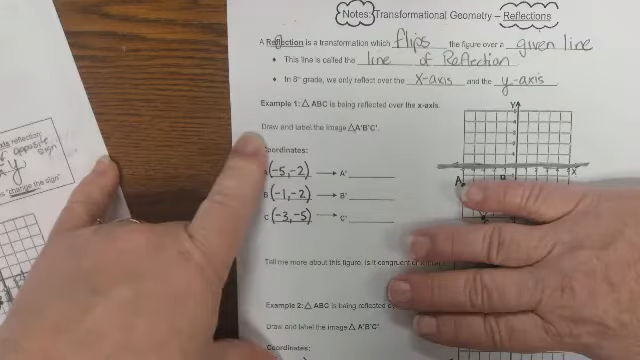 Notes: Transformational Geometry – Reflections
A Reflection is a transformation which flips the figure over a given line
This line is called the line of Reflection
In 8th grade, we only reflect over the x-axis and the y-axis
Example 1: △ ABC is being reflected over the x-axis.
Draw and label the image △A'B'C'.
Coordinates:
(-5,-2) → A'
B (-1,-2) → B'
C (-3,-5) → C'
Y
X
A
B
Tell me more about this figure, is it congruent or
Example 2: △ ABC is being reflected
Draw and label the image △ A'B'C'.
Coordinates:
reflection
opposite
sign
y
"change the sign"